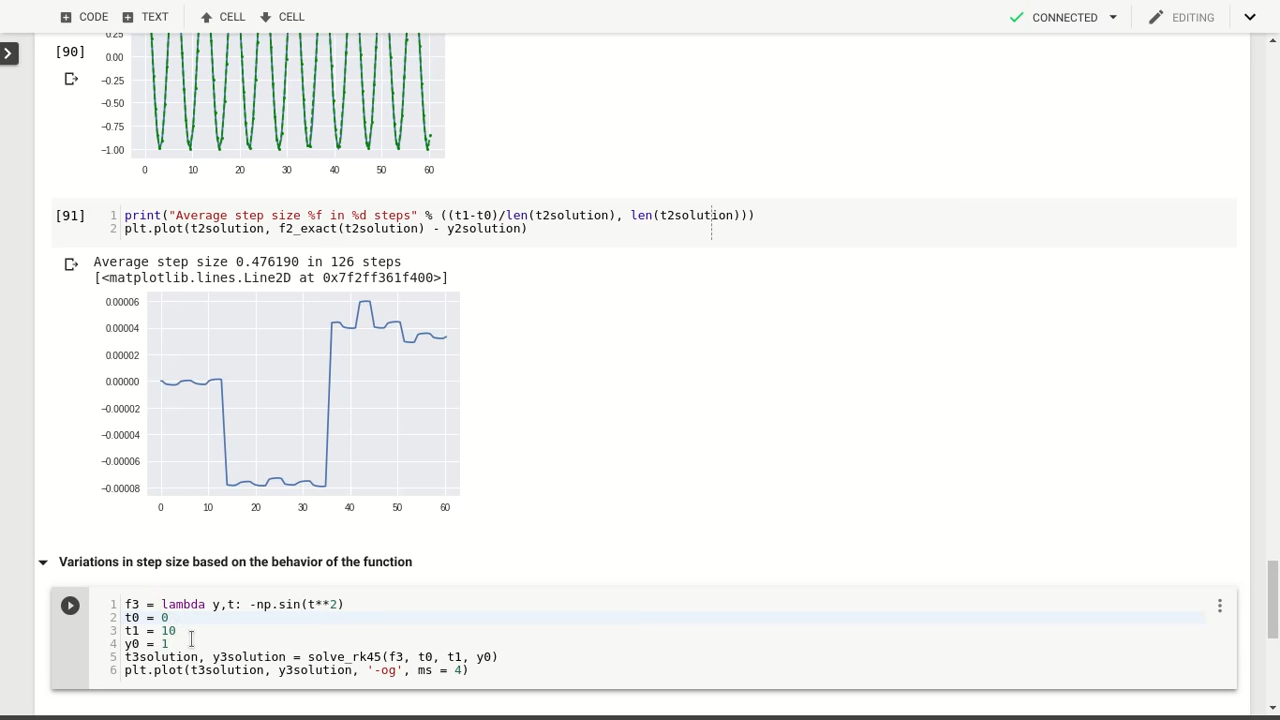 CODE TEXT CELL CELL CONNECTED EDITING
[90]
0.25
0.00
−0.25
−0.50
−0.75
−1.00
0 10 20 30 40 50 60
[91]
1 print("Average step size %f in %d steps" % ((t1-t0)/len(t2solution), len(t2solution)))
2 plt.plot(t2solution, f2_exact(t2solution) - y2solution)
Average step size 0.476190 in 126 steps
[<matplotlib.lines.Line2D at 0x7f2ff361f400>]
0.00006
0.00004
0.00002
0.00000
−0.00002
−0.00004
−0.00006
−0.00008
0 10 20 30 40 50 60
Variations in step size based on the behavior of the function
1 f3 = lambda y,t: -np.sin(t**2)
2 t0 = 0
3 t1 = 10
4 y0 = 1
5 t3solution, y3solution = solve_rk45(f3, t0, t1, y0)
6 plt.plot(t3solution, y3solution, '-og', ms = 4)